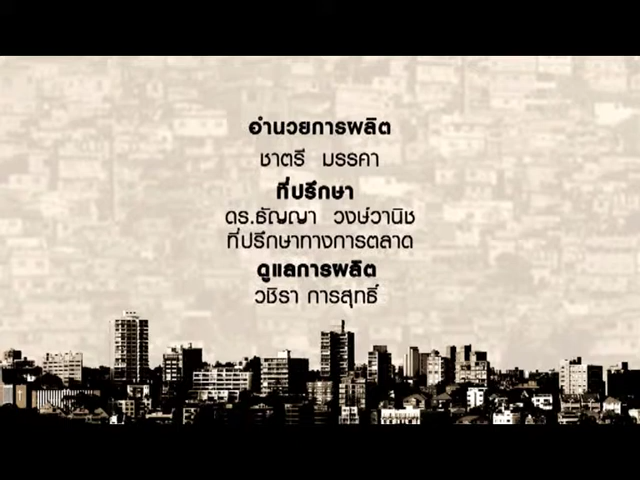 อำนวยการผลิต
ชาตรี มรรคา
ที่ปรึกษา
ดร.ธัญญา วงษ์วานิช
ที่ปรึกษาทางการตลาด
ดูแลการผลิต
วชิรา การสุทธิ์